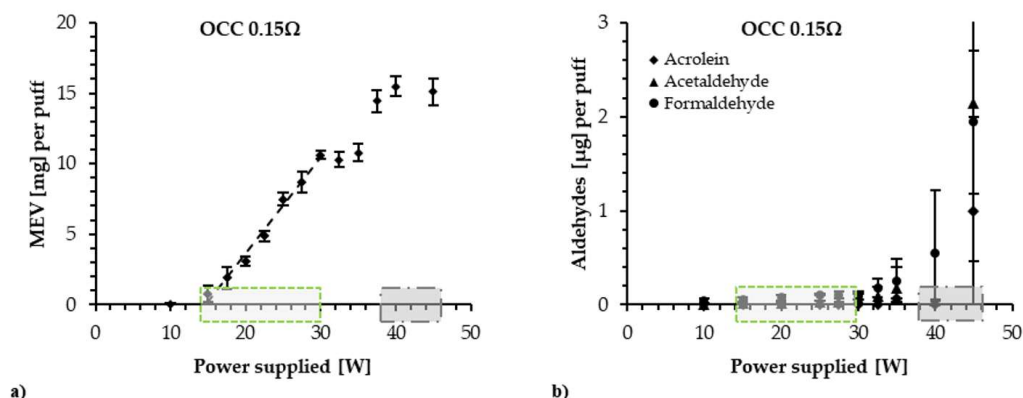 OCC 0.15Ω
MEV [mg] per puff
20
15
10
5
0
0 10 20 30 40 50
Power supplied [W]
a)
OCC 0.15Ω
Acrolein
Acetaldehyde
Formaldehyde
Aldehydes [µg] per puff
3
2
1
0
0 10 20 30 40 50
Power supplied [W]
b)